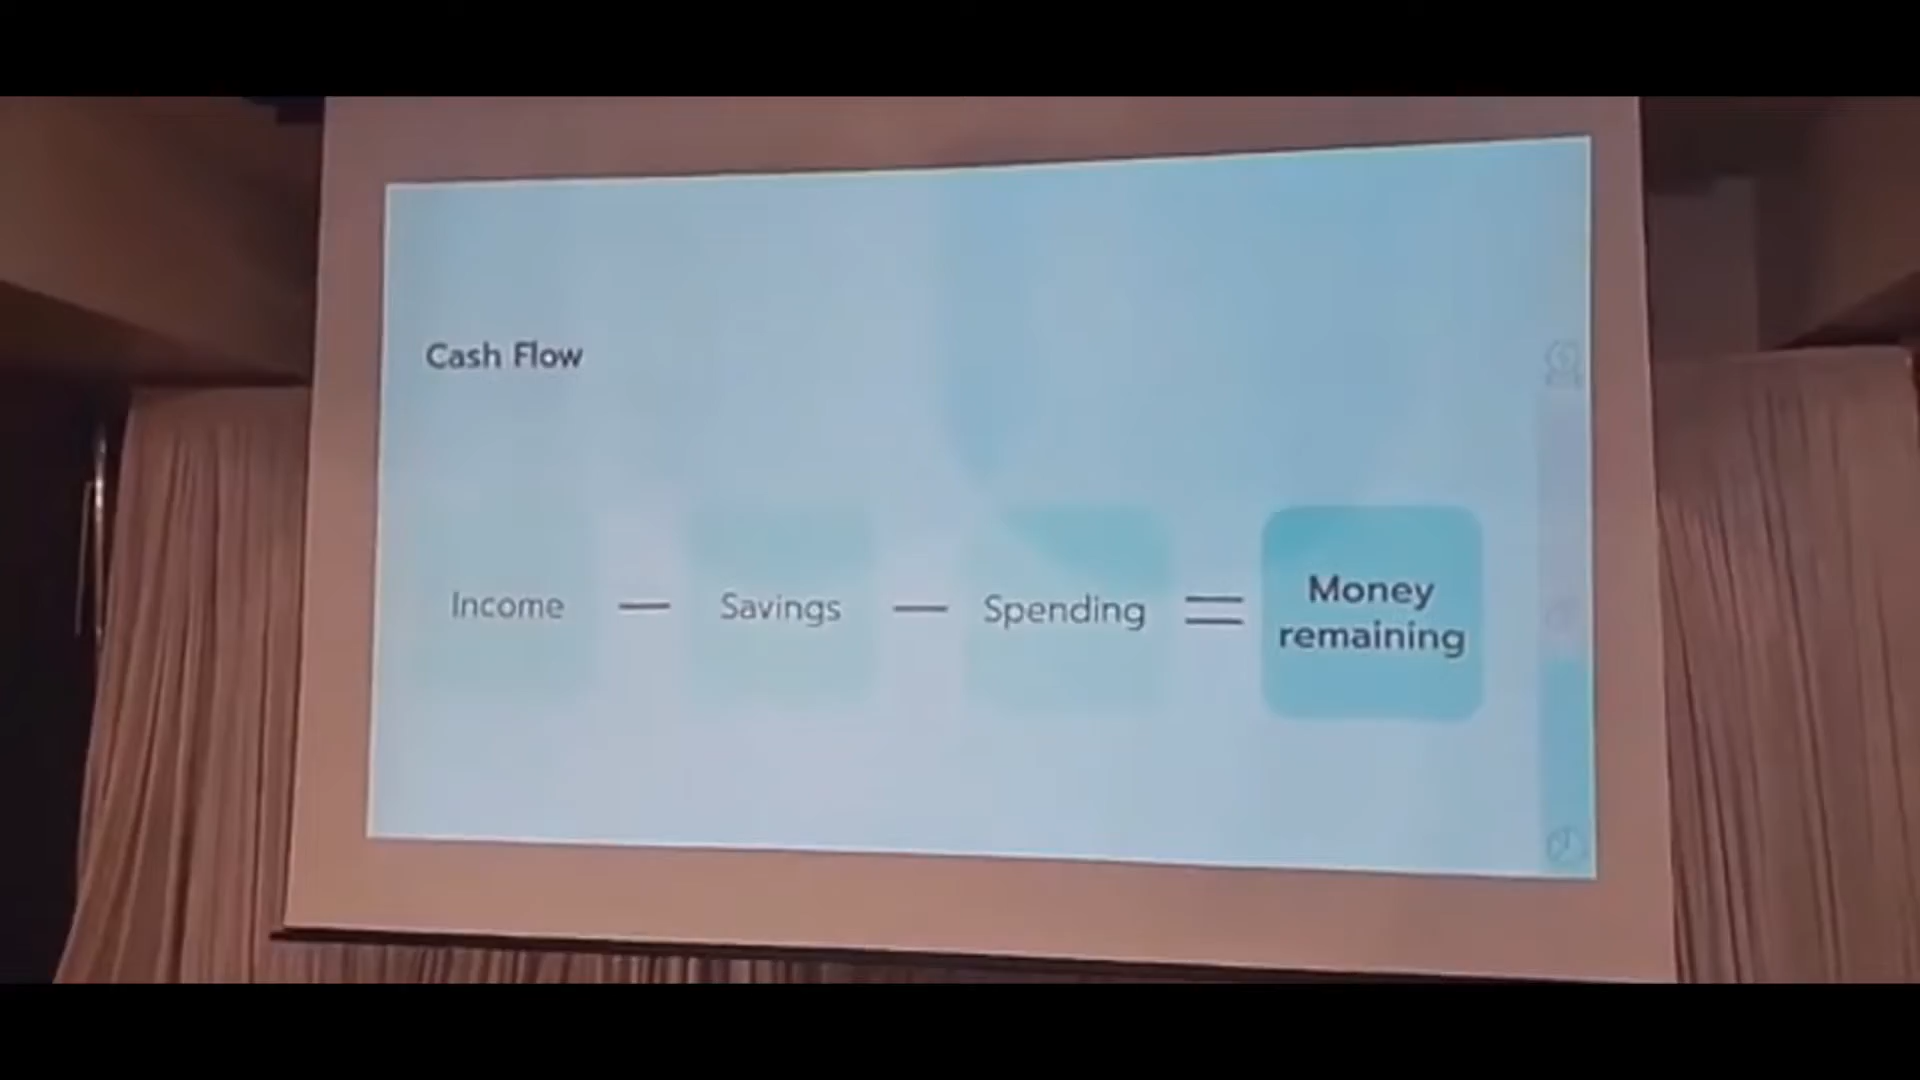 Cash Flow
Income — Savings — Spending = Money remaining